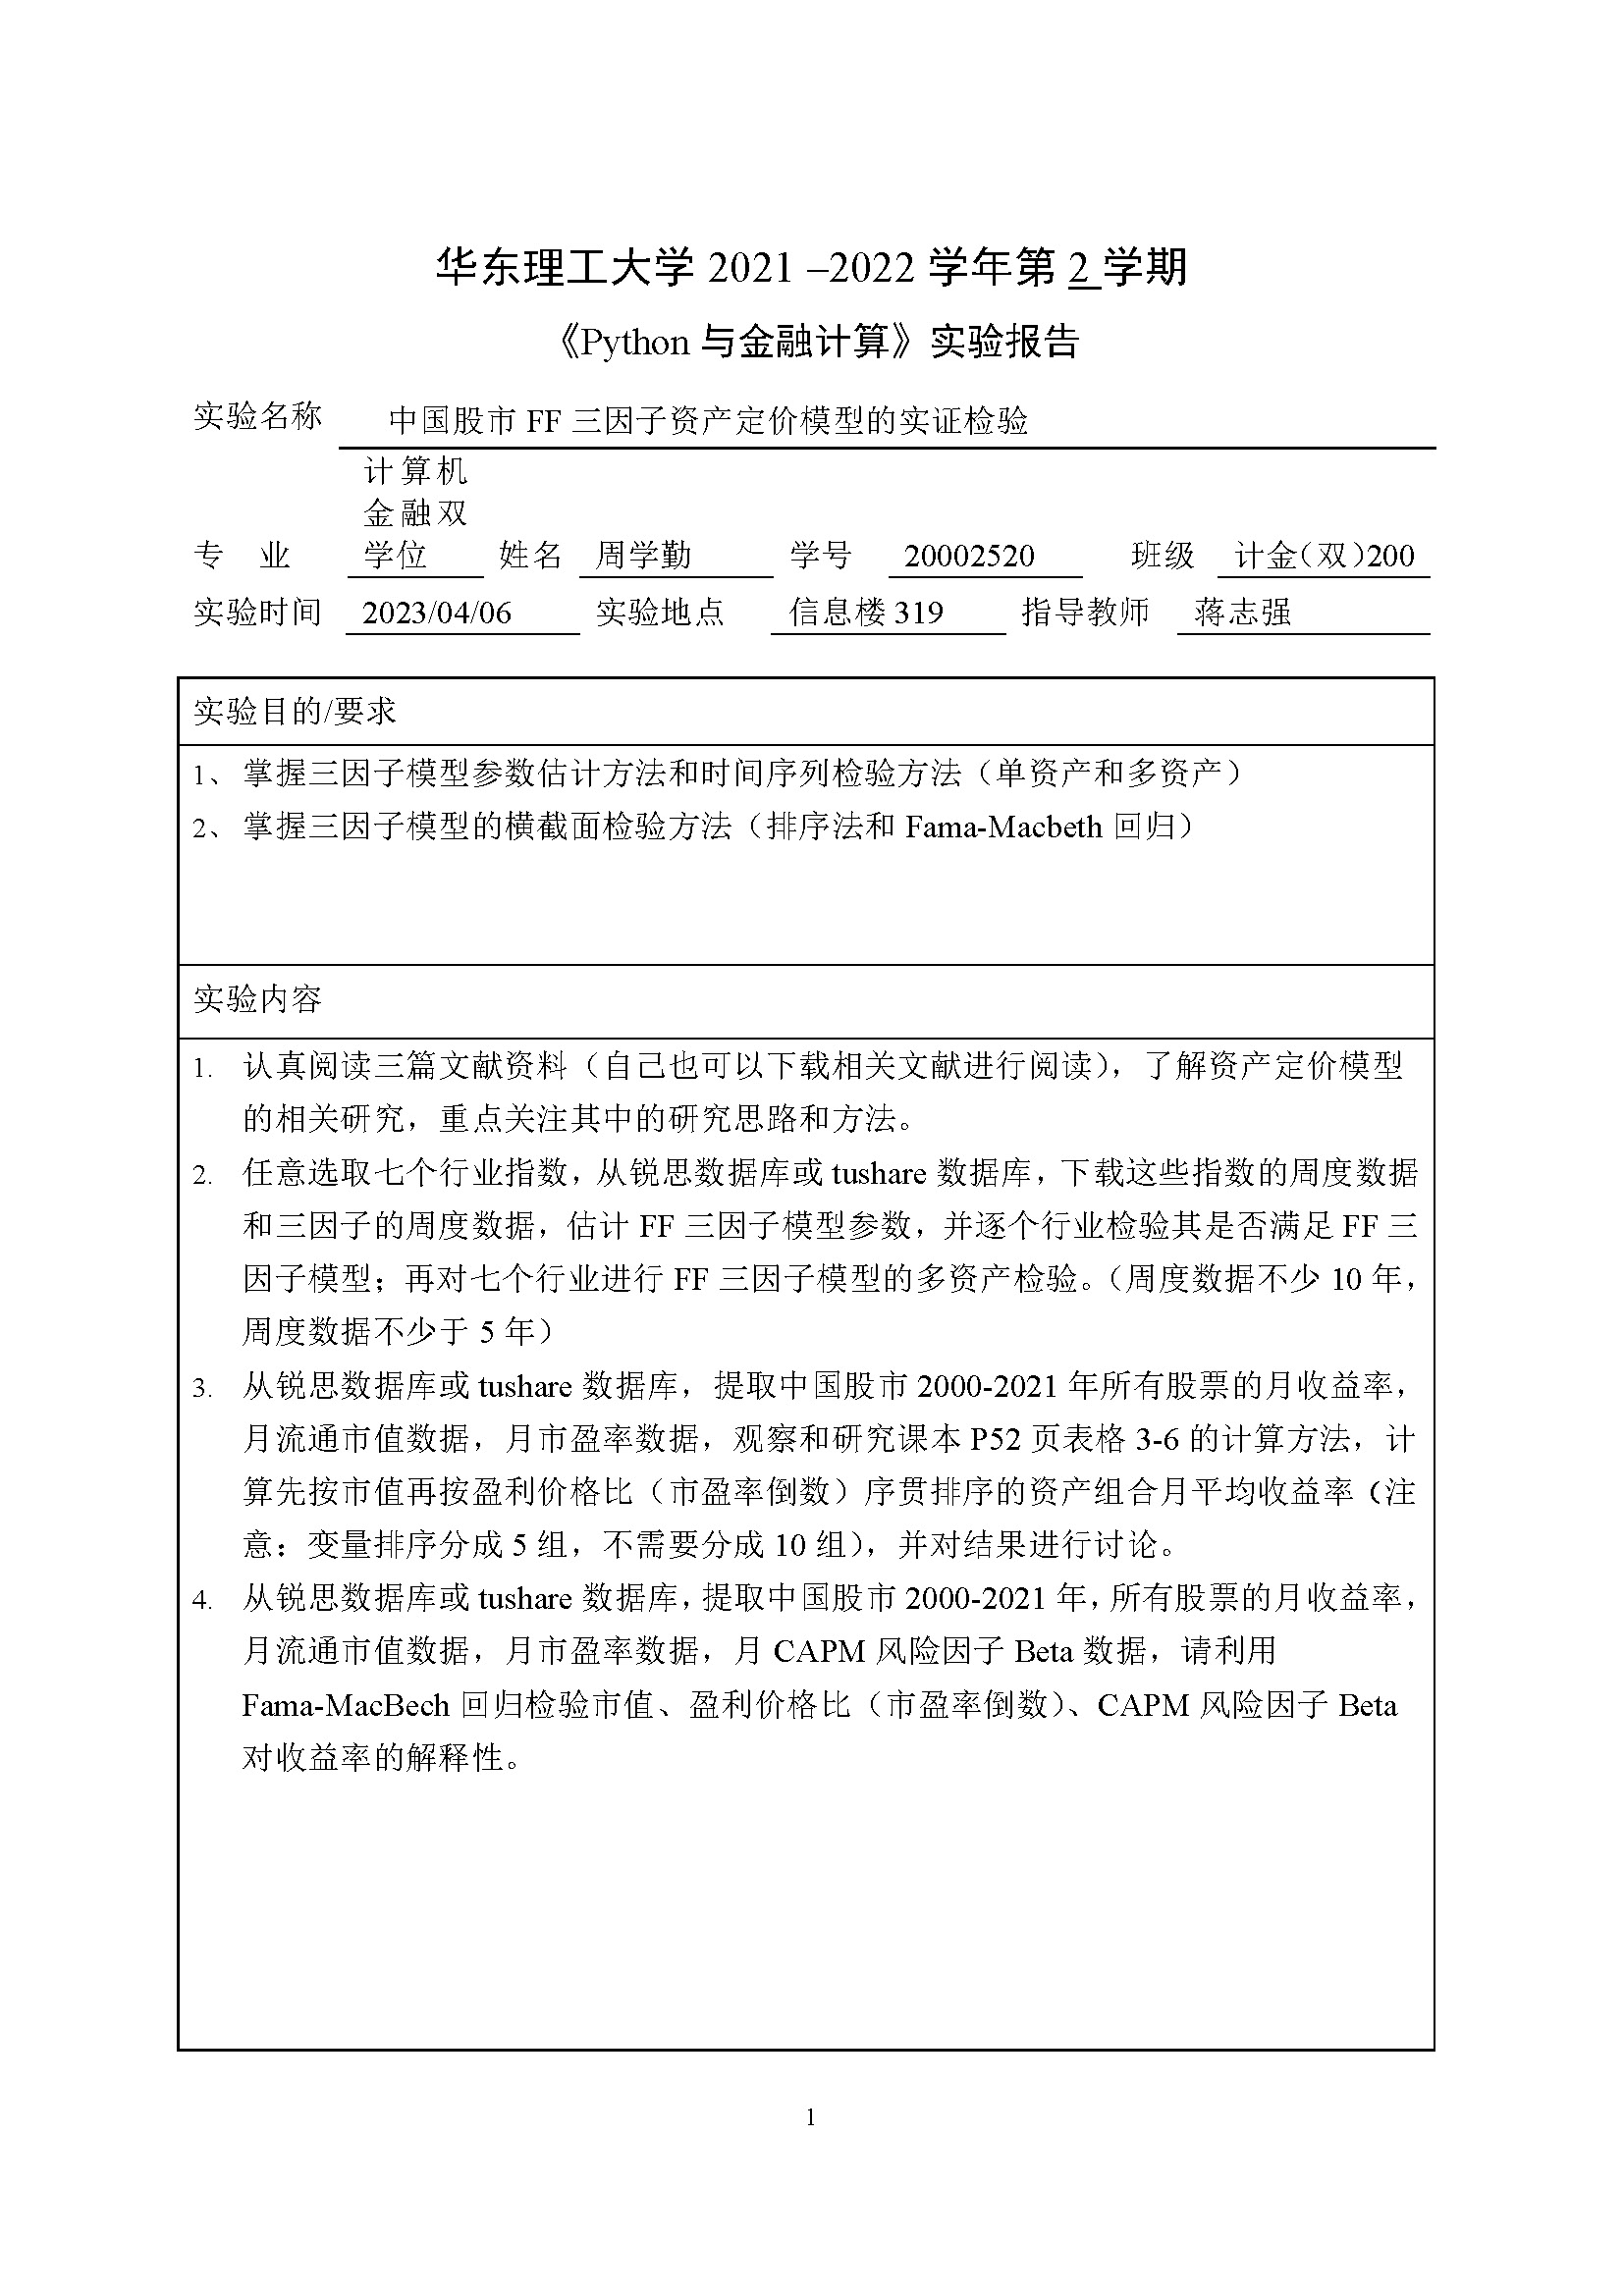 华东理工大学 2021 –2022 学年第 2 学期
《Python 与金融计算》实验报告
实验名称 中国股市 FF 三因子资产定价模型的实证检验
计算机
金融双
专 业 学位 姓名 周学勤 学号 20002520 班级 计金（双）200
实验时间 2023/04/06 实验地点 信息楼 319 指导教师 蒋志强
实验目的/要求
1、 掌握三因子模型参数估计方法和时间序列检验方法（单资产和多资产）
2、 掌握三因子模型的横截面检验方法（排序法和 Fama-Macbeth 回归）
实验内容
1. 认真阅读三篇文献资料（自己也可以下载相关文献进行阅读），了解资产定价模型
的相关研究，重点关注其中的研究思路和方法。
2. 任意选取七个行业指数，从锐思数据库或 tushare 数据库，下载这些指数的周度数据
和三因子的周度数据，估计 FF 三因子模型参数，并逐个行业检验其是否满足 FF 三
因子模型；再对七个行业进行 FF 三因子模型的多资产检验。（周度数据不少 10 年，
周度数据不少于 5 年）
3. 从锐思数据库或 tushare 数据库，提取中国股市 2000-2021 年所有股票的月收益率，
月流通市值数据，月市盈率数据，观察和研究课本 P52 页表格 3-6 的计算方法，计
算先按市值再按盈利价格比（市盈率倒数）序贯排序的资产组合月平均收益率（注
意：变量排序分成 5 组，不需要分成 10 组），并对结果进行讨论。
4. 从锐思数据库或 tushare 数据库，提取中国股市 2000-2021 年，所有股票的月收益率，
月流通市值数据，月市盈率数据，月 CAPM 风险因子 Beta 数据，请利用
Fama-MacBech 回归检验市值、盈利价格比（市盈率倒数）、CAPM 风险因子 Beta
对收益率的解释性。
1